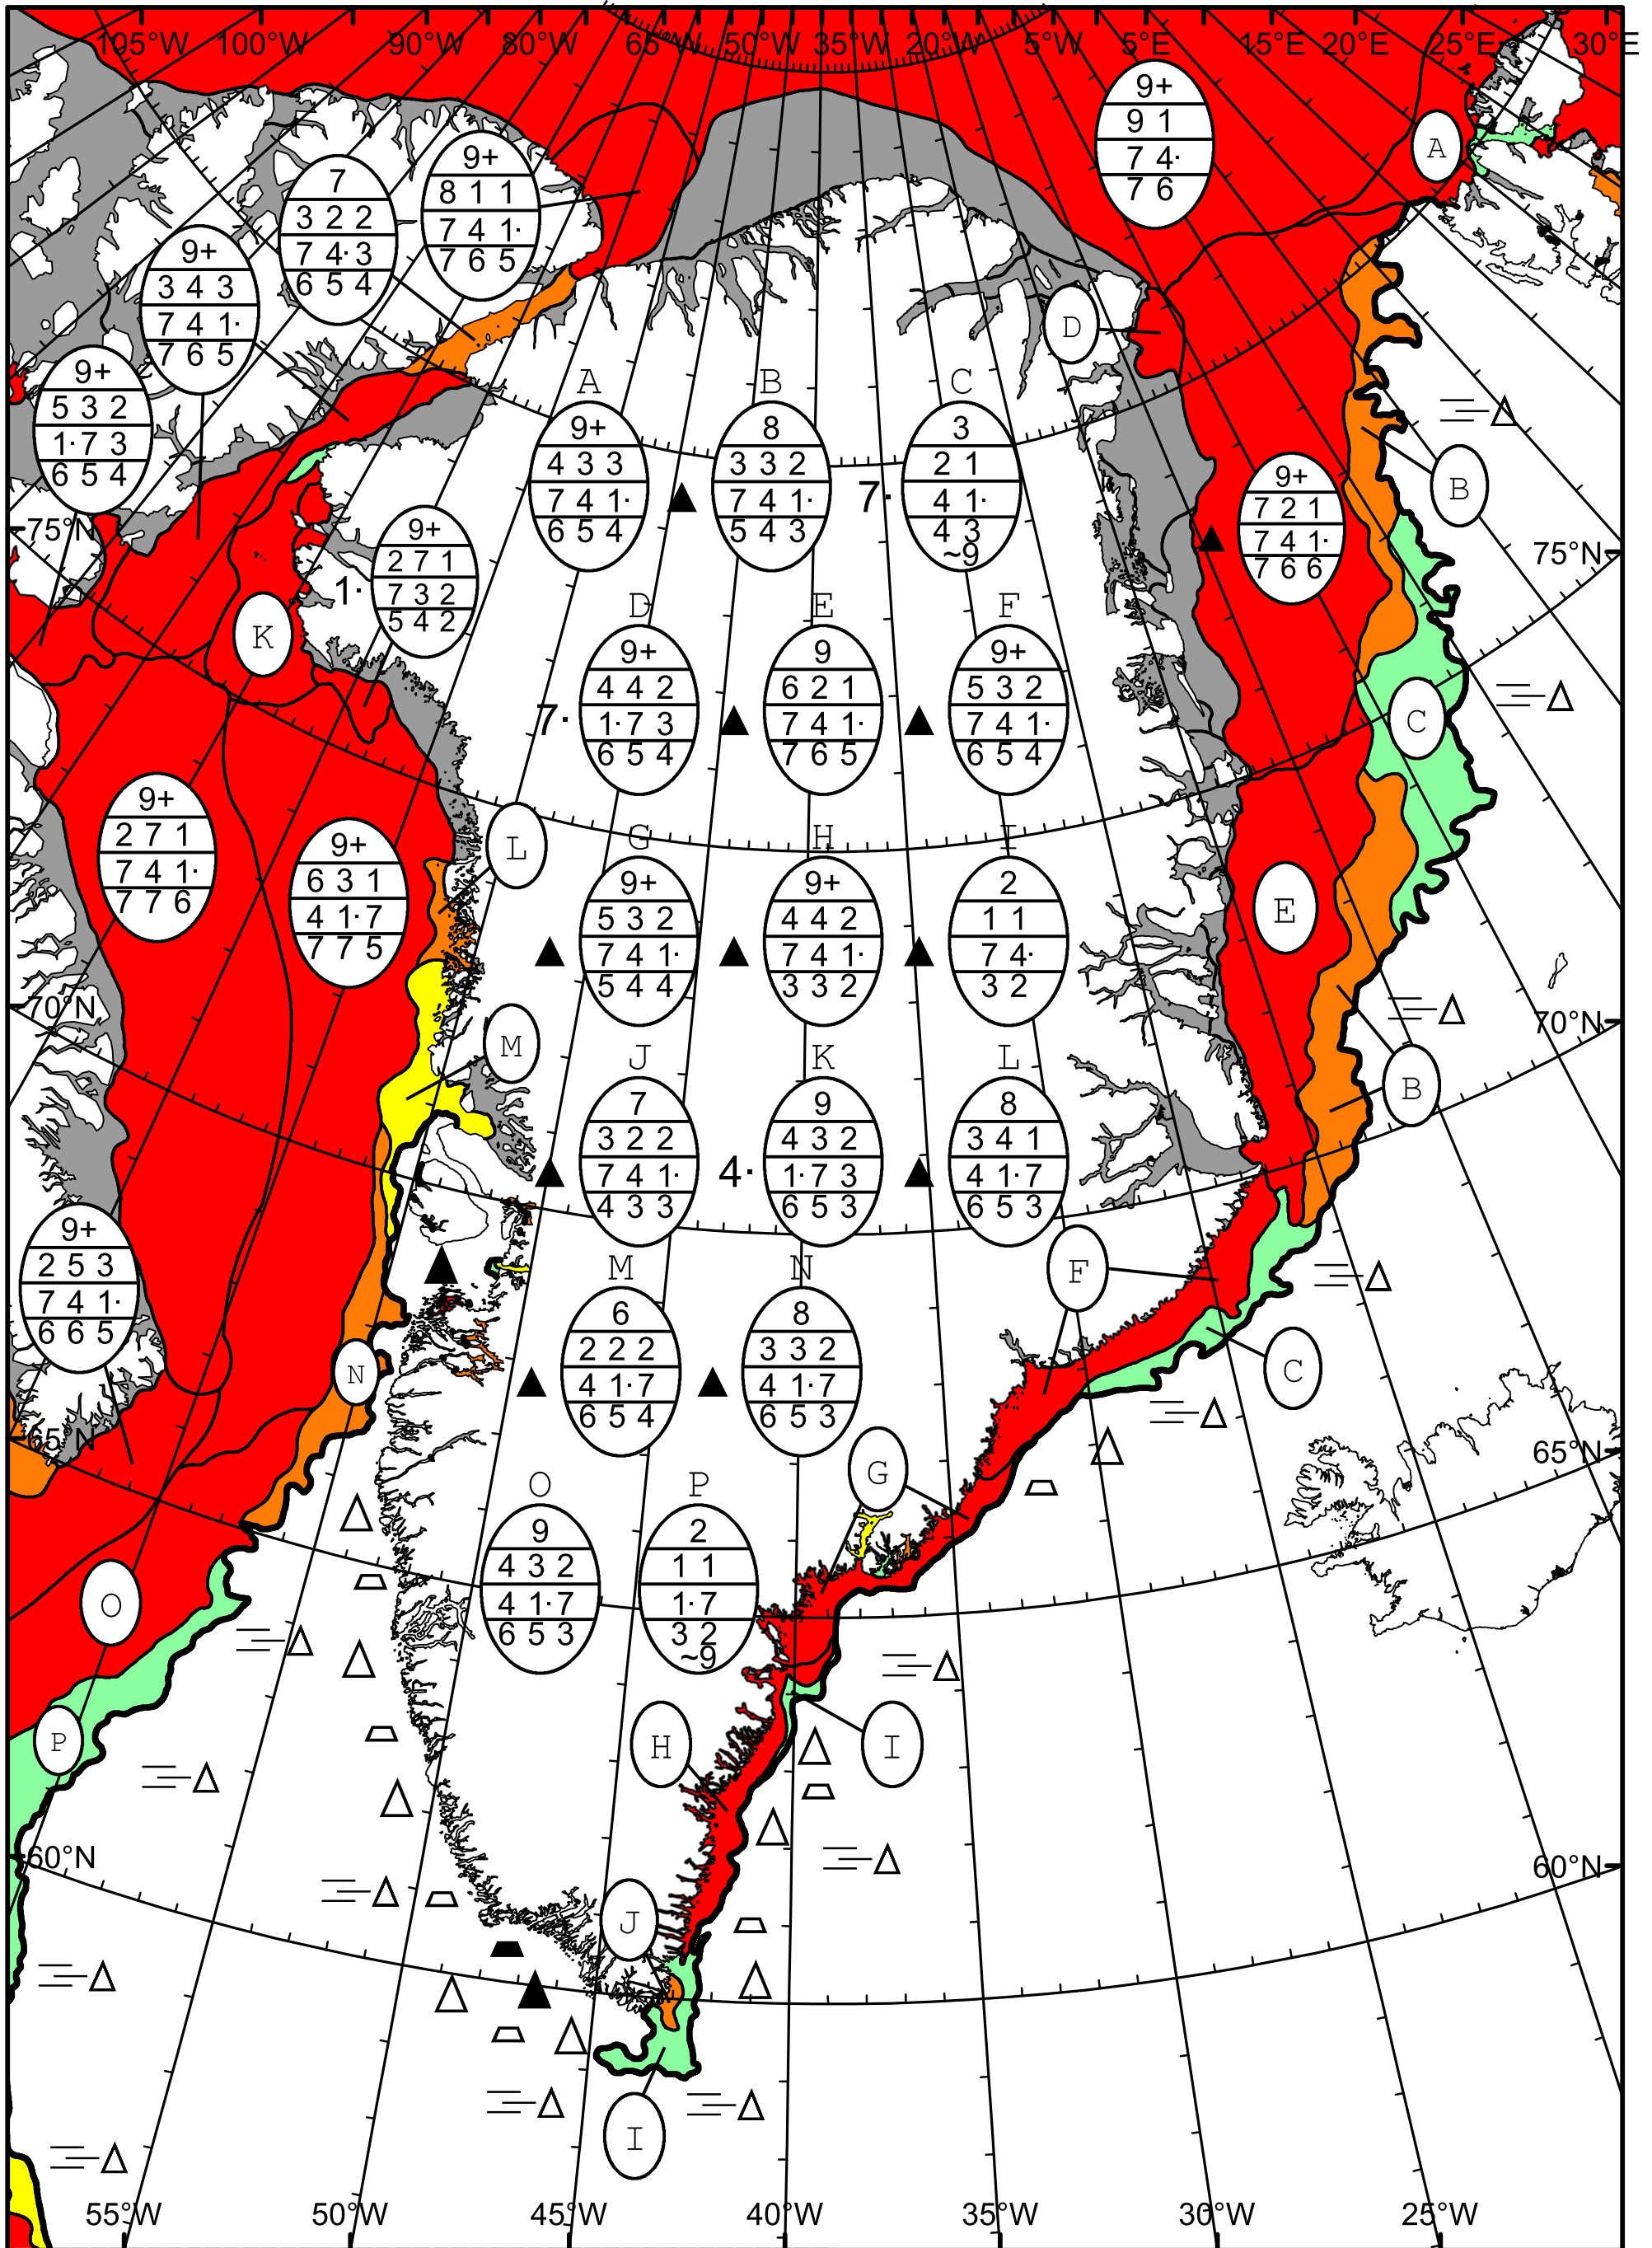 105°W 100°W 90°W 80°W 65°W 50°W 35°W 20°W 5°W 5°E 15°E 20°E 25°E 30°E
9+
9 1
7 4·
7 6
A
9+
8 1 1
7 4 1·
7 6 5
7
3 2 2
7 4· 3
6 5 4
9+
3 4 3
7 4 1·
7 6 5
9+
5 3 2
1· 7 3
6 5 4
D
A
9+
4 3 3
7 4 1·
6 5 4
B
8
3 3 2
7 4 1·
5 4 3
C
3
7· 2 1
4 1·
4 3
~9
9+
7 2 1
7 4 1·
7 6 6
B
75°N
75°N
9+
2 7 1
1· 7 3 2
5 4 2
K
D
9+
4 4 2
7· 1· 7 3
6 5 4
E
9
6 2 1
7 4 1·
7 6 5
F
9+
5 3 2
7 4 1·
6 5 4
C
9+
2 7 1
7 4 1·
7 7 6
9+
6 3 1
4 1· 7
7 7 5
L
G
9+
5 3 2
7 4 1·
5 4 4
H
9+
4 4 2
7 4 1·
3 3 2
I
2
1 1
7 4·
3 2
E
70°N
70°N
M
B
J
7
3 2 2
7 4 1·
4 3 3
K
9
4 3 2
4· 1· 7 3
6 5 3
L
8
3 4 1
4 1· 7
6 5 3
9+
2 5 3
7 4 1·
6 6 5
F
M
6
2 2 2
4 1· 7
6 5 4
N
8
3 3 2
4 1· 7
6 5 3
N
C
65°N
65°N
G
O
9
4 3 2
4 1· 7
6 5 3
P
2
1 1
1· 7
3 2
~9
O
P
H
I
60°N
60°N
J
I
55°W 50°W 45°W 40°W 35°W 30°W 25°W